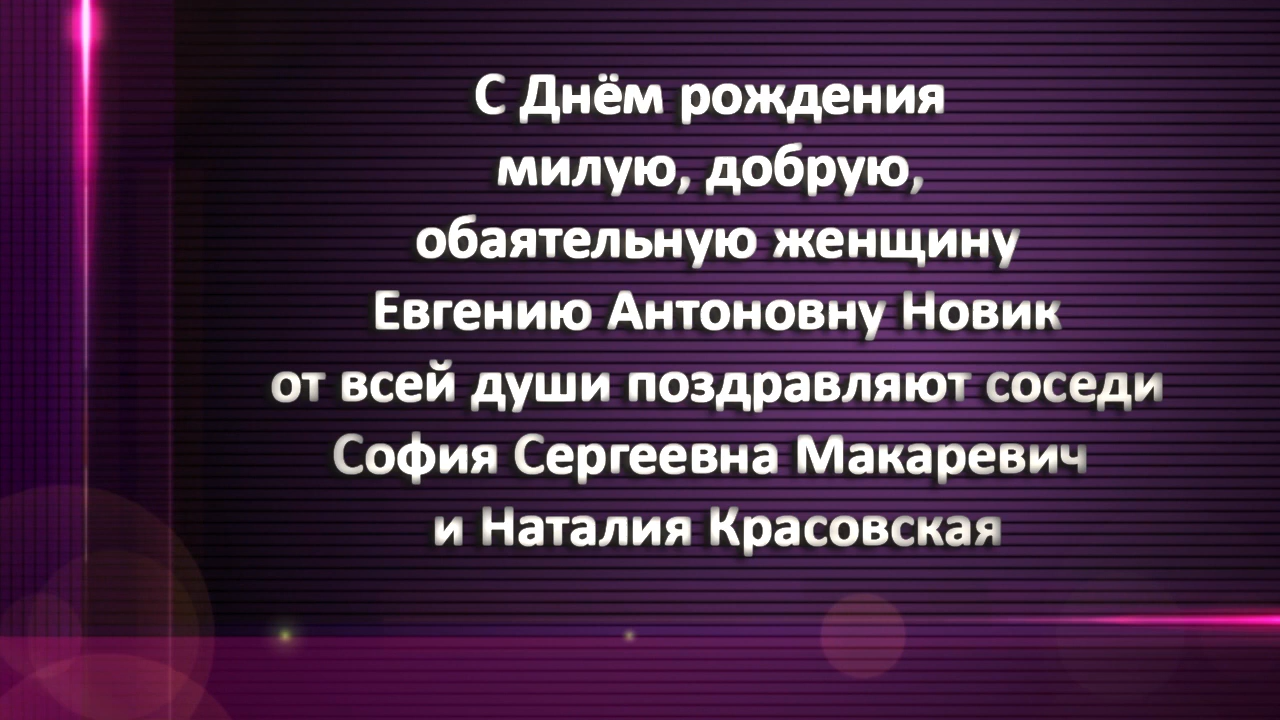 С Днём рождения
милую, добрую,
обаятельную женщину
Евгению Антоновну Новик
от всей души поздравляют соседи
София Сергеевна Макаревич
и Наталия Красовская